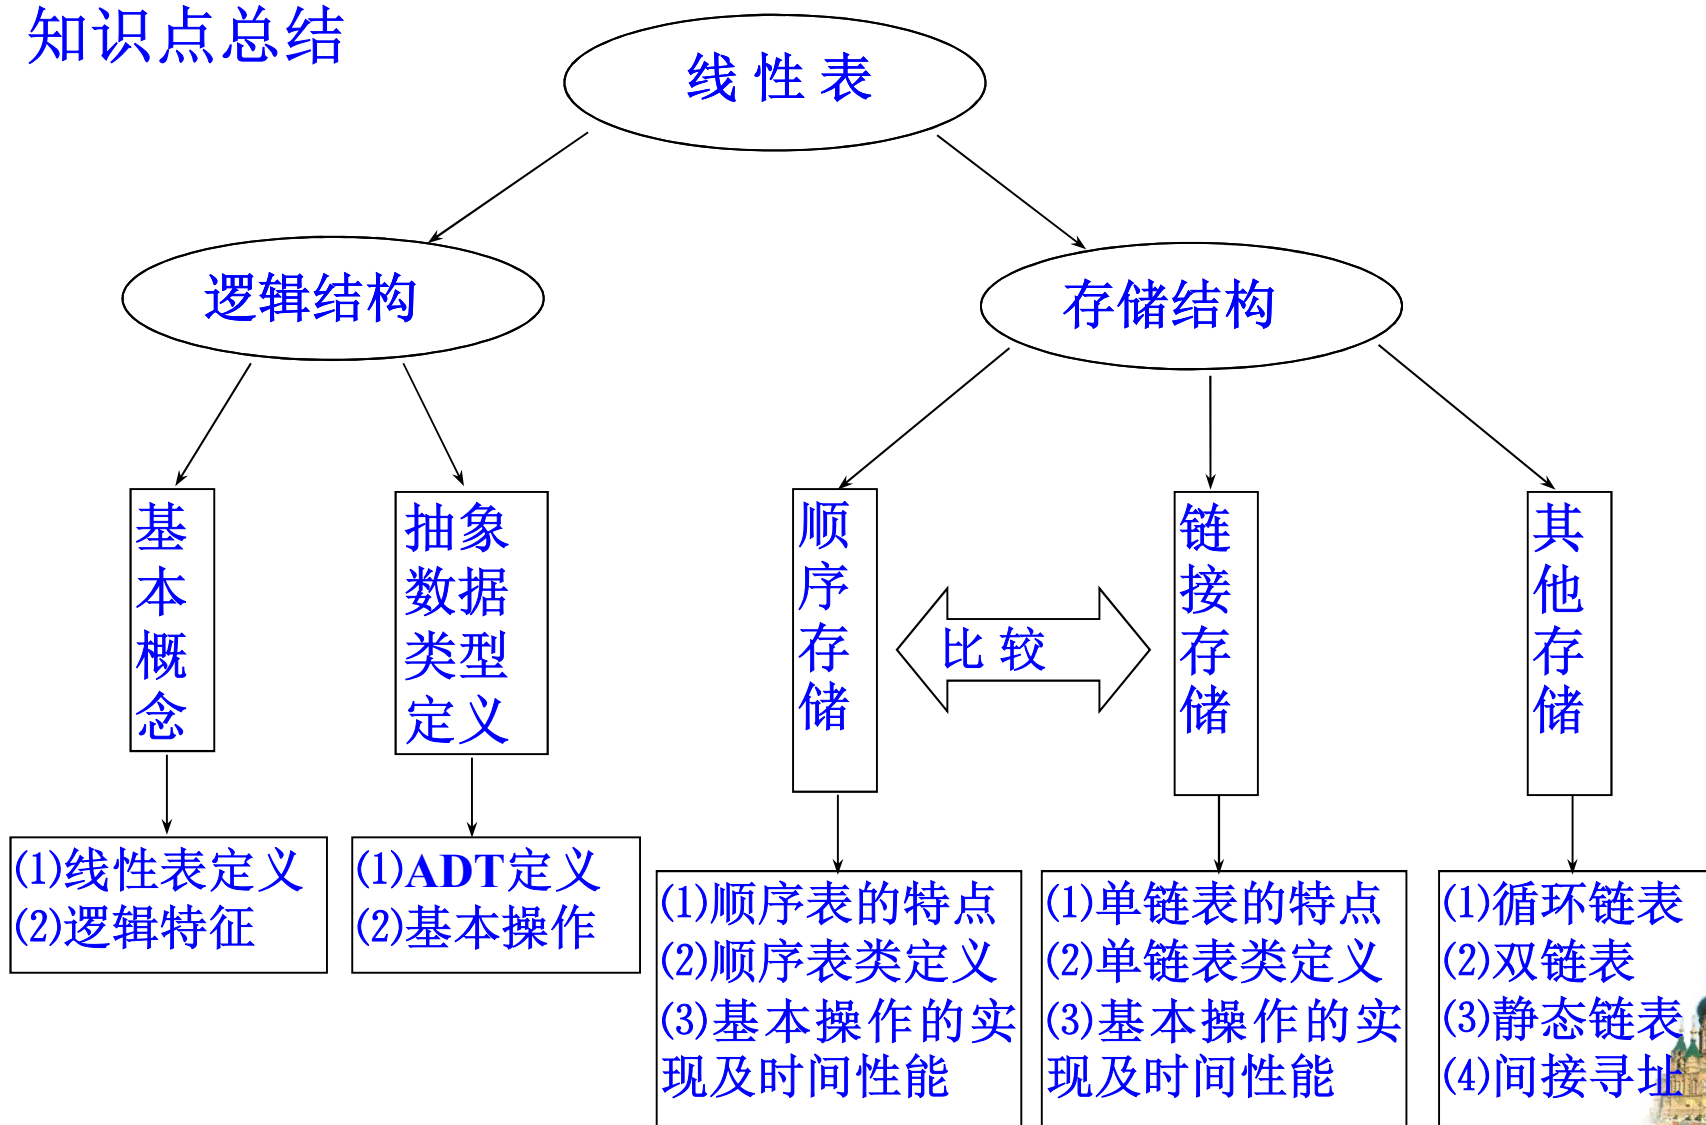 知识点总结
线 性 表
逻辑结构
存储结构
基
本
概
念
抽象
数据
类型
定义
顺
序
存
储
比 较
链
接
存
储
其
他
存
储
⑴线性表定义
⑵逻辑特征
⑴ADT定义
⑵基本操作
⑴顺序表的特点
⑵顺序表类定义
⑶基本操作的实
现及时间性能
⑴单链表的特点
⑵单链表类定义
⑶基本操作的实
现及时间性能
⑴循环链表
⑵双链表
⑶静态链表
⑷间接寻址